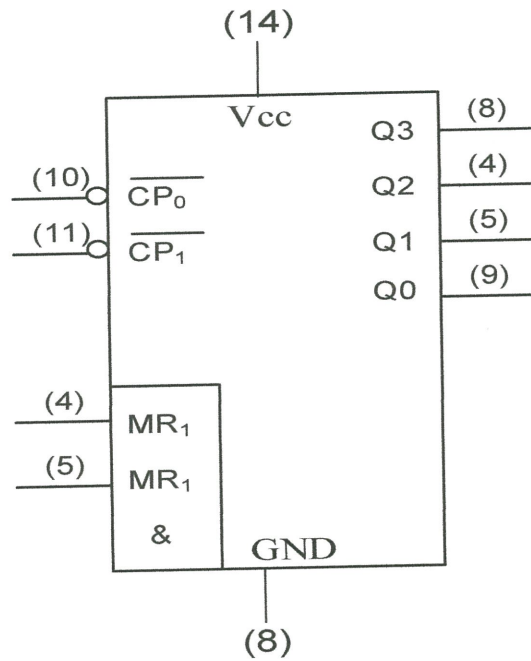 (14)
Vcc
Q3 (8)
(10) CP₀
Q2 (4)
(11) CP₁
Q1 (5)
Q0 (9)
(4) MR₁
(5) MR₁
&
GND
(8)